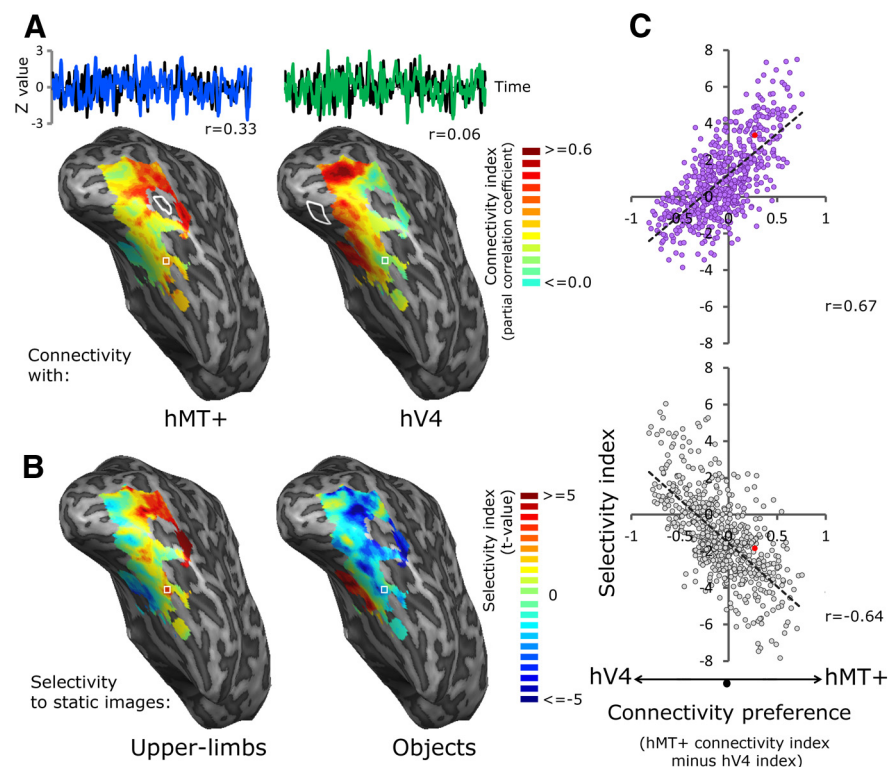 A
Z value
3
0
-3
r=0.33
r=0.06
Time
Connectivity index
(partial correlation coefficient)
>=0.6
<=0.0
Connectivity
with:
hMT+
hV4
B
Selectivity index
(t-value)
>=5
0
<=-5
Selectivity
to static images:
Upper-limbs
Objects
C
8
6
4
2
0
-1
-0.5
0
0.5
1
-2
-4
-6
-8
r=0.67
Selectivity index
8
6
4
2
0
-1
-0.5
0
0.5
1
-2
-4
-6
-8
r=-0.64
hV4
hMT+
Connectivity preference
(hMT+ connectivity index
minus hV4 index)